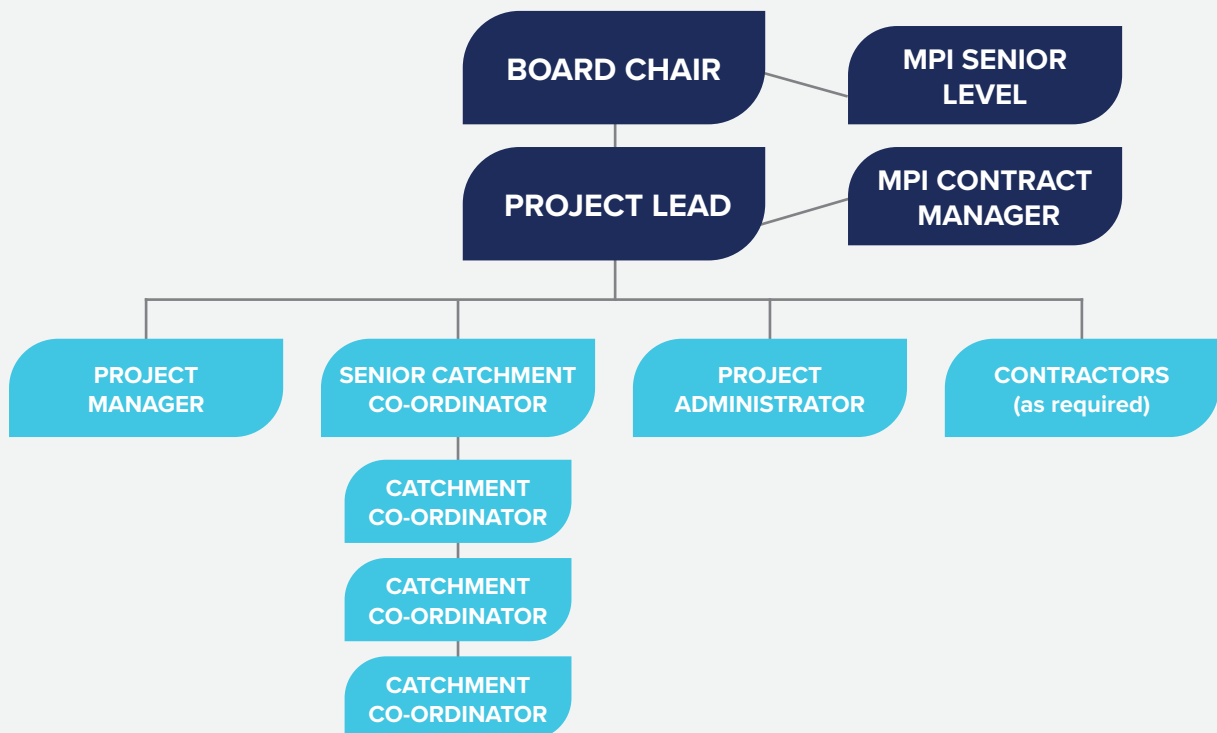 BOARD CHAIR
MPI SENIOR
LEVEL
PROJECT LEAD
MPI CONTRACT
MANAGER
PROJECT
MANAGER
SENIOR CATCHMENT
CO-ORDINATOR
PROJECT
ADMINISTRATOR
CONTRACTORS
(as required)
CATCHMENT
CO-ORDINATOR
CATCHMENT
CO-ORDINATOR
CATCHMENT
CO-ORDINATOR